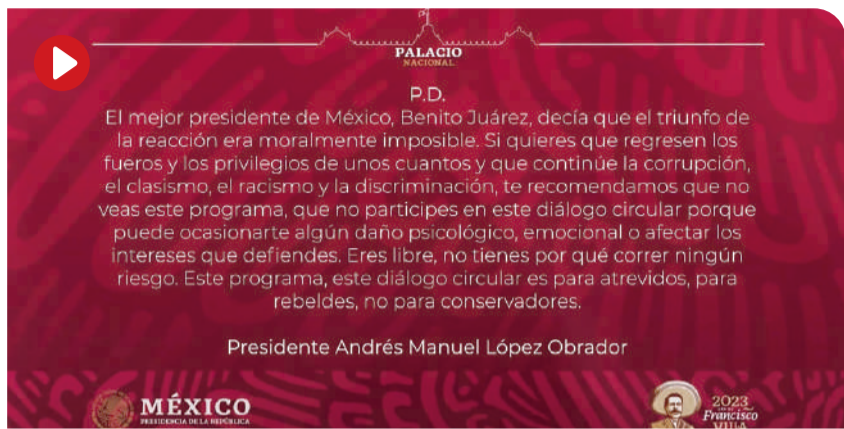 PALACIO
NACIONAL
P.D.
El mejor presidente de México, Benito Juárez, decía que el triunfo de
la reacción era moralmente imposible. Si quieres que regresen los
fueros y los privilegios de unos cuantos y que continúe la corrupción,
el clasismo, el racismo y la discriminación, te recomendamos que no
veas este programa, que no participes en este diálogo circular porque
puede ocasionarte algún daño psicológico, emocional o afectar los
intereses que defiendes. Eres libre, no tienes por qué correr ningún
riesgo. Este programa, este diálogo circular es para atrevidos, para
rebeldes, no para conservadores.
Presidente Andrés Manuel López Obrador
MÉXICO
PRESIDENCIA DE LA REPÚBLICA
2023
Francisco
VILLA